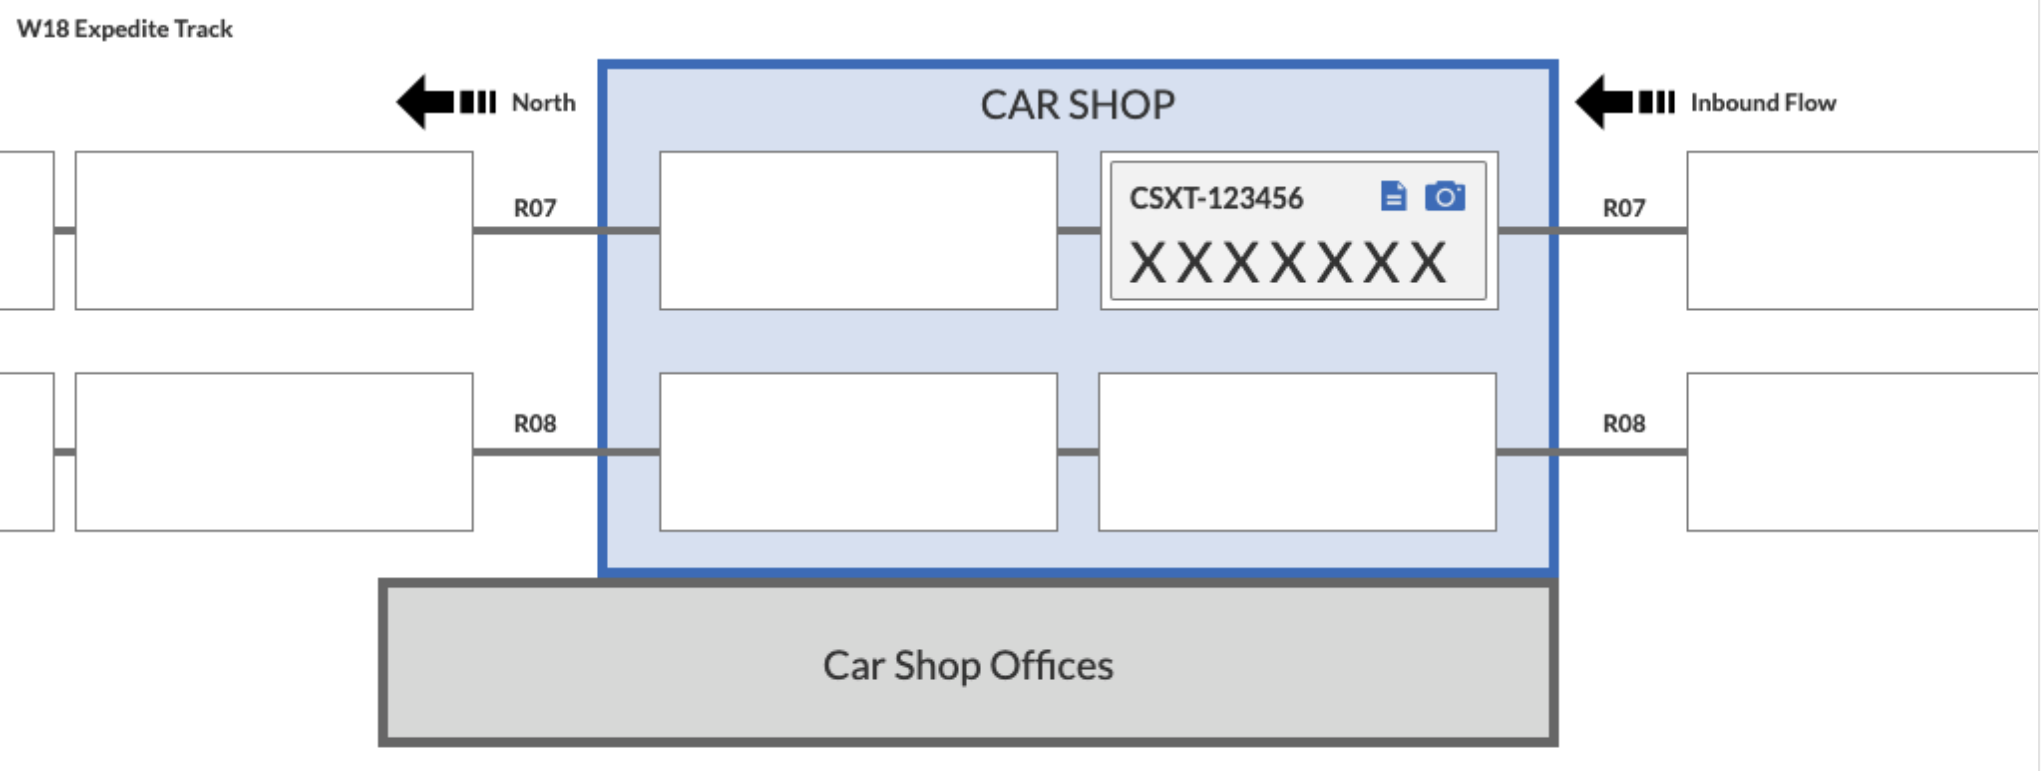 W18 Expedite Track
North
CAR SHOP
Inbound Flow
R07
CSXT-123456
XXXXXXX
R07
R08
R08
Car Shop Offices